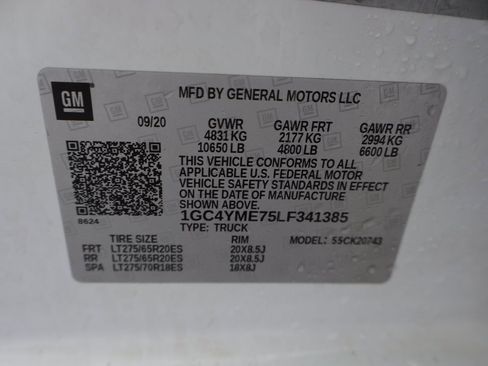 GM
MFD BY GENERAL MOTORS LLC
09/20
GVWR GAWR FRT GAWR RR
4831 KG 2177 KG 2994 KG
10650 LB 4800 LB 6600 LB
THIS VEHICLE CONFORMS TO ALL
APPLICABLE U.S. FEDERAL MOTOR
VEHICLE SAFETY STANDARDS IN EFFECT
ON THE DATE OF MANUFACTURE
SHOWN ABOVE.
1GC4YME75LF341385
8624
TYPE: TRUCK
TIRE SIZE RIM MODEL:
FRT LT275/65R20ES 20X8.5J
RR LT275/65R20ES 20X8.5J
SPA LT275/70R18ES 18X8J